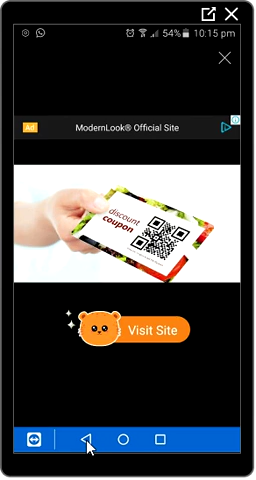 54% 10:15 pm
Ad
ModernLook® Official Site
discount
coupon
Visit Site